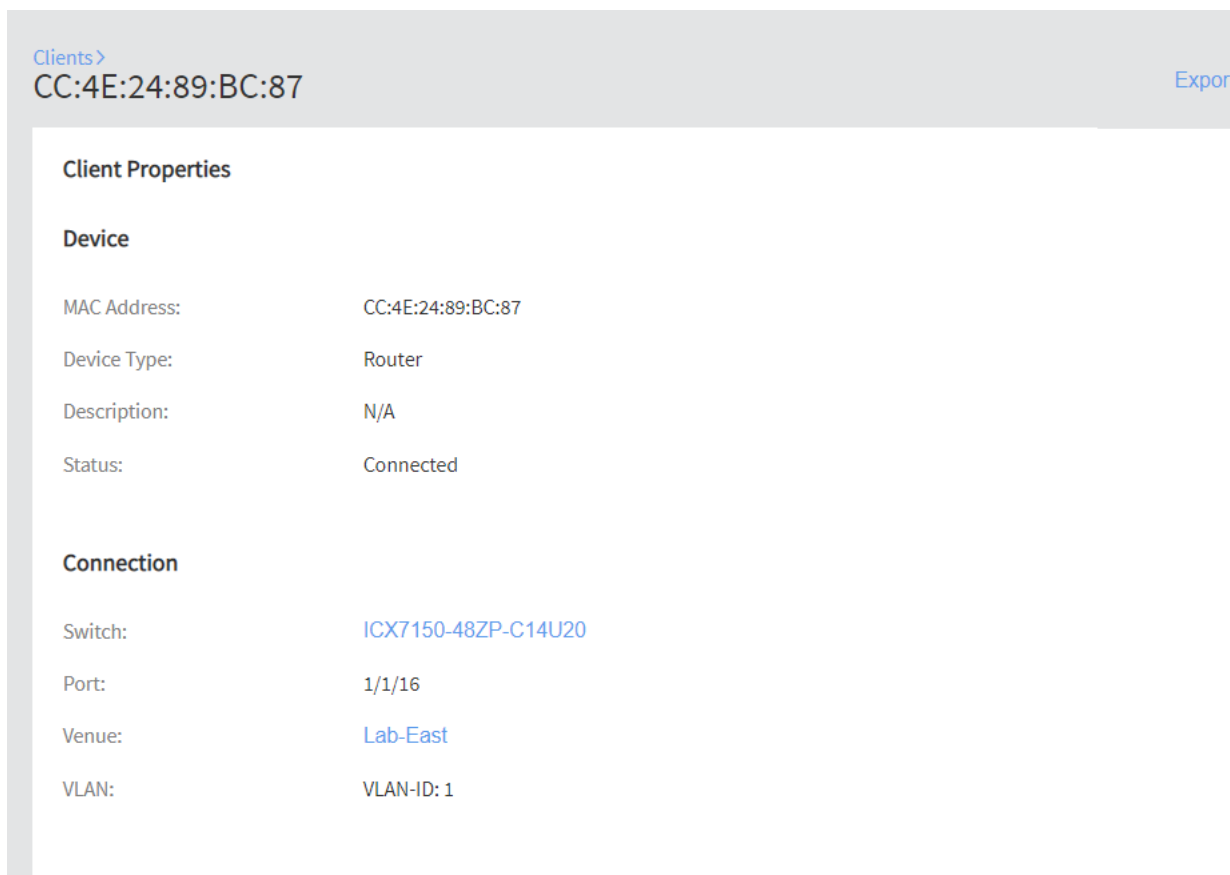 Clients>
CC:4E:24:89:BC:87
Expor
Client Properties
Device
MAC Address: CC:4E:24:89:BC:87
Device Type: Router
Description: N/A
Status: Connected
Connection
Switch: ICX7150-48ZP-C14U20
Port: 1/1/16
Venue: Lab-East
VLAN: VLAN-ID: 1